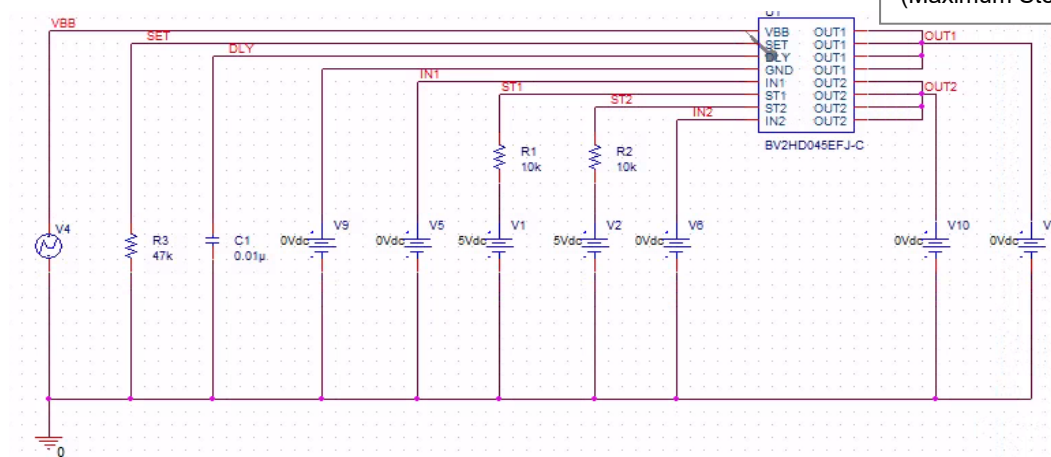 (Maximum Ste
VBB
SET
DLY
IN1
ST1
ST2
IN2
U1
VBB OUT1
SET OUT1
DLY OUT1
GND OUT1
IN1 OUT2
ST1 OUT2
ST2 OUT2
IN2 OUT2
OUT1
OUT2
BV2HD045EFJ-C
R1
10k
R2
10k
V4
R3
47k
C1
0.01µ
0Vdc V9
0Vdc V5
5Vdc V1
5Vdc V2
0Vdc V6
0Vdc V10
0Vdc V
0